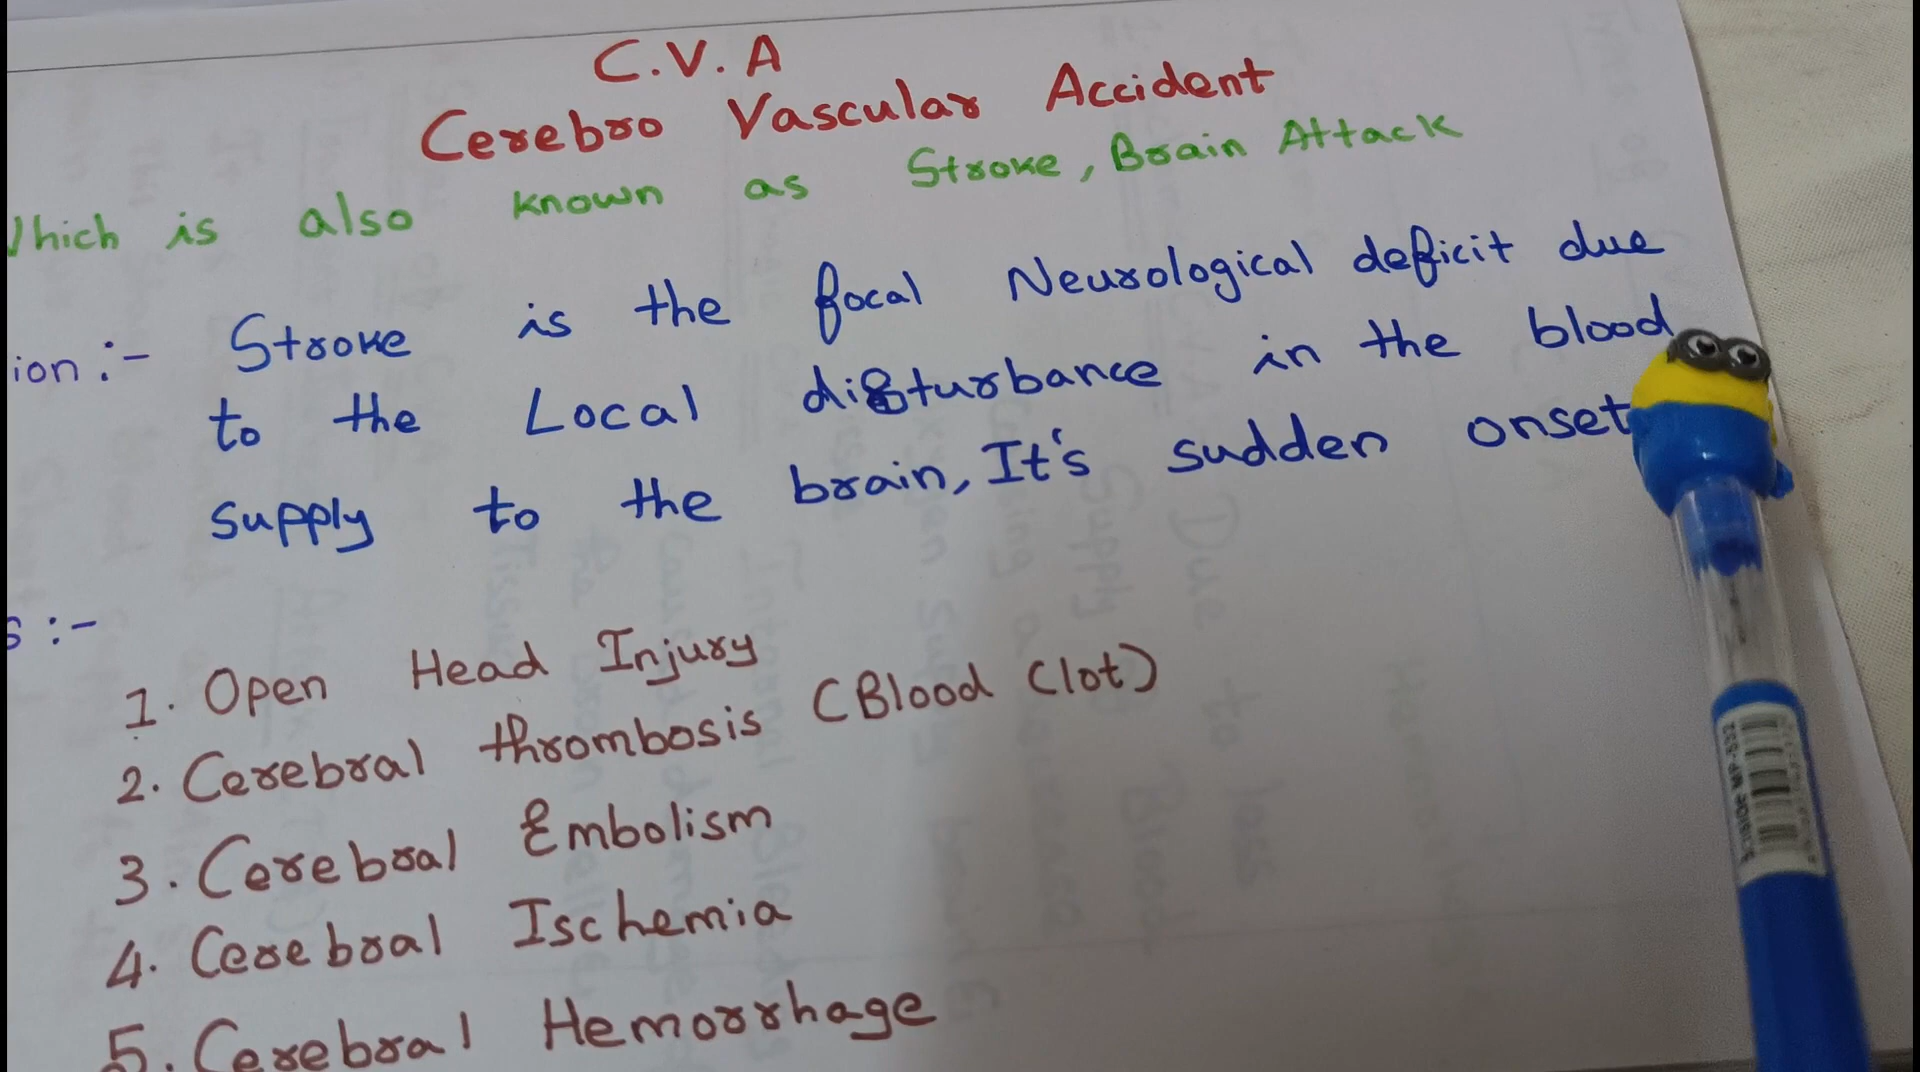 C.V.A
Cerebro Vascular Accident
Which is also known as Stroke, Brain Attack
ion :- Stroke is the focal Neurological deficit due
to the Local disturbance in the blood
supply to the brain, It's sudden onset
s :-
1. Open Head Injury
2. Cerebral thrombosis (Blood Clot)
3. Cerebral Embolism
4. Cerebral Ischemia
5. Cerebral Hemorrhage